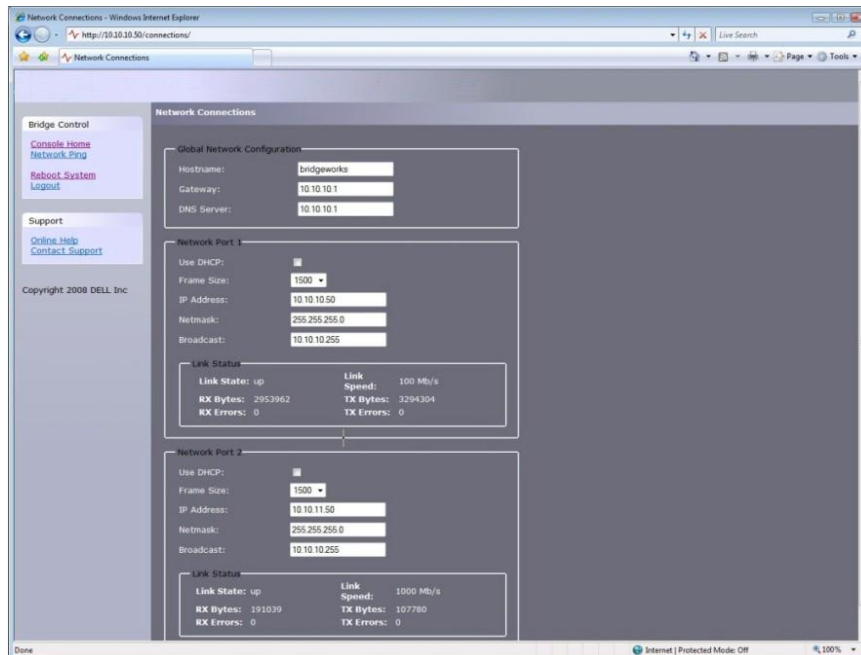 Network Connections - Windows Internet Explorer
http://10.10.10.50/connections/
Live Search
Network Connections
Page
Tools
Network Connections
Bridge Control
Console Home
Network Ping
Reboot System
Logout
Support
Online Help
Contact Support
Copyright 2008 DELL Inc
Global Network Configuration
Hostname: bridgeworks
Gateway: 10.10.10.1
DNS Server: 10.10.10.1
Network Port 1
Use DHCP:
Frame Size: 1500
IP Address: 10.10.10.50
Netmask: 255.255.255.0
Broadcast: 10.10.10.255
Link Status
Link State: up Link Speed: 100 Mb/s
RX Bytes: 2953962 TX Bytes: 3294304
RX Errors: 0 TX Errors: 0
Network Port 2
Use DHCP:
Frame Size: 1500
IP Address: 10.10.11.50
Netmask: 255.255.255.0
Broadcast: 10.10.10.255
Link Status
Link State: up Link Speed: 1000 Mb/s
RX Bytes: 191039 TX Bytes: 107780
RX Errors: 0 TX Errors: 0
Done
Internet | Protected Mode: Off
100%